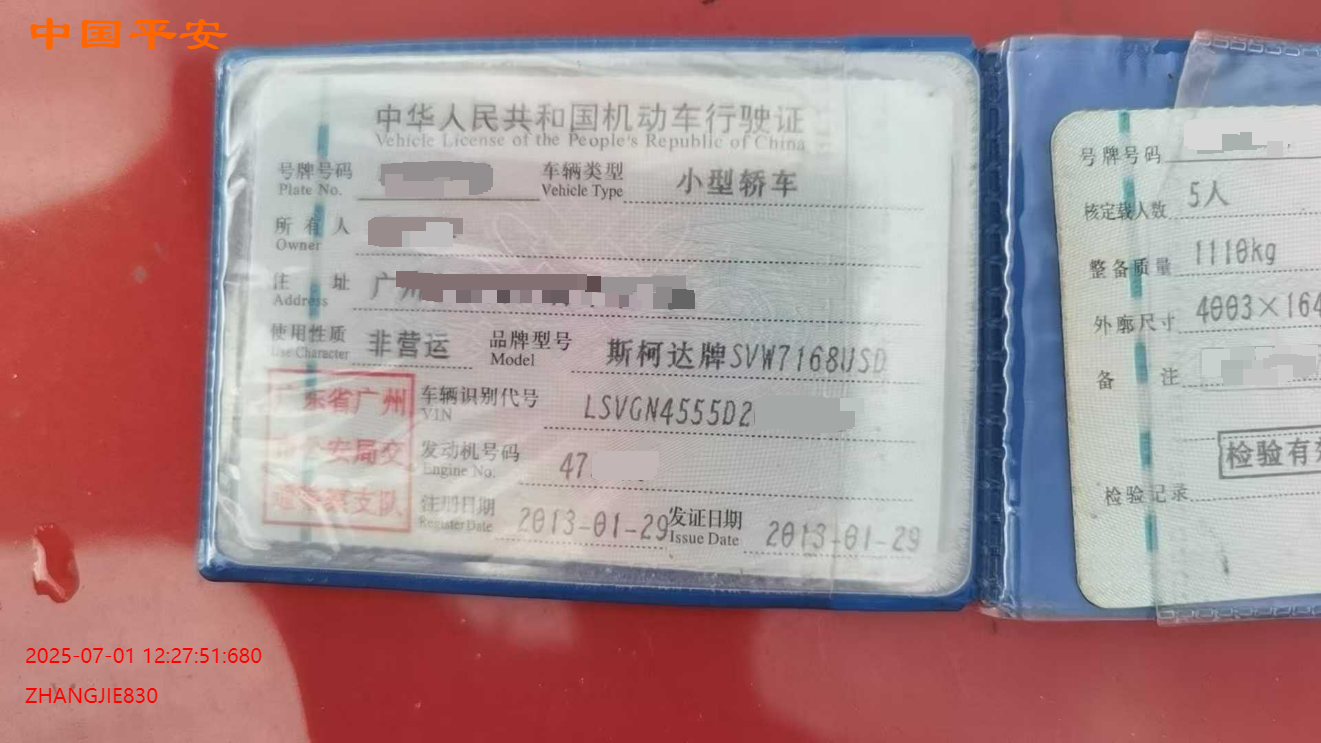 中国平安
中华人民共和国机动车行驶证
Vehicle License of the People's Republic of China
号牌号码
Plate No.
车辆类型
Vehicle Type
小型轿车
所有人
Owner
住址
Address
广州
使用性质
Use Character
非营运
品牌型号
Model
斯柯达牌SVW7168USD
车辆识别代号
VIN
LSVGN4555D2
发动机号码
Engine No.
47
注册日期
Register Date
2013-01-29
发证日期
Issue Date
2013-01-29
东省广州
安局交
警察支队
号牌号码
核定载人数
5人
整备质量
1110kg
外廓尺寸
4003×164
备注
检验有效
检验记录
2025-07-01 12:27:51:680
ZHANGJIE830